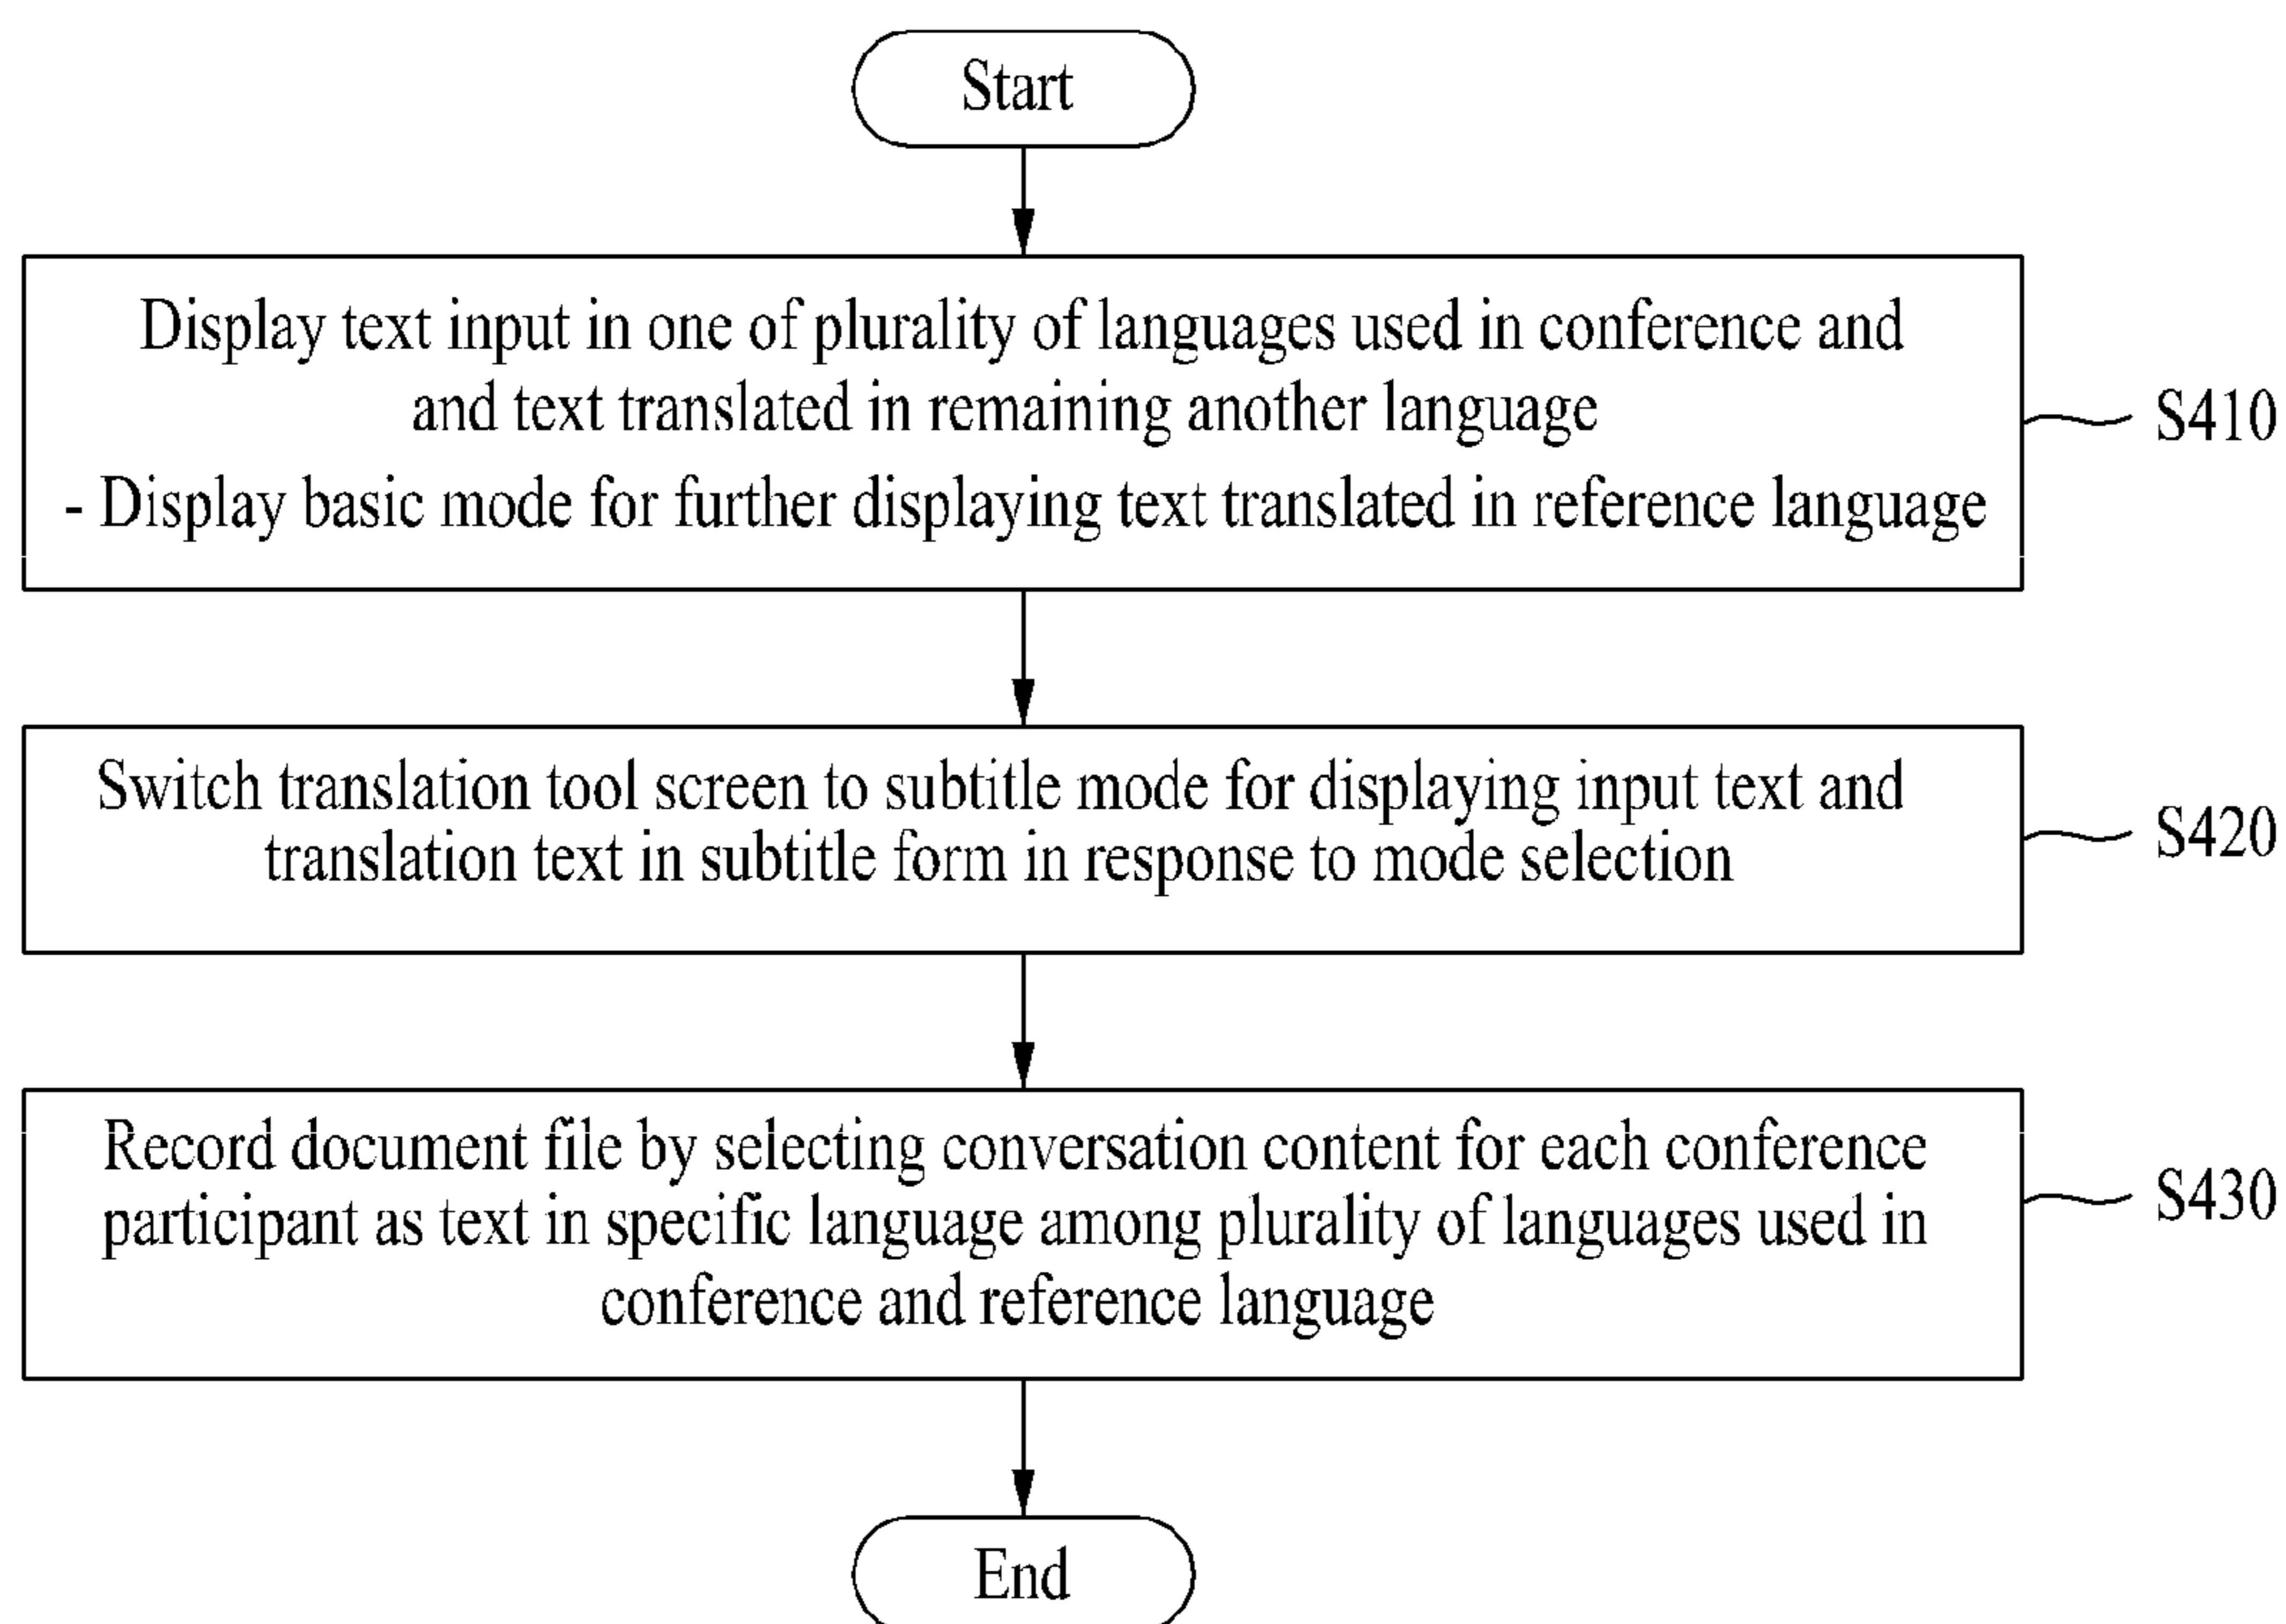 Start
Display text input in one of plurality of languages used in conference and
and text translated in remaining another language
- Display basic mode for further displaying text translated in reference language
S410
Switch translation tool screen to subtitle mode for displaying input text and
translation text in subtitle form in response to mode selection
S420
Record document file by selecting conversation content for each conference
participant as text in specific language among plurality of languages used in
conference and reference language
S430
End